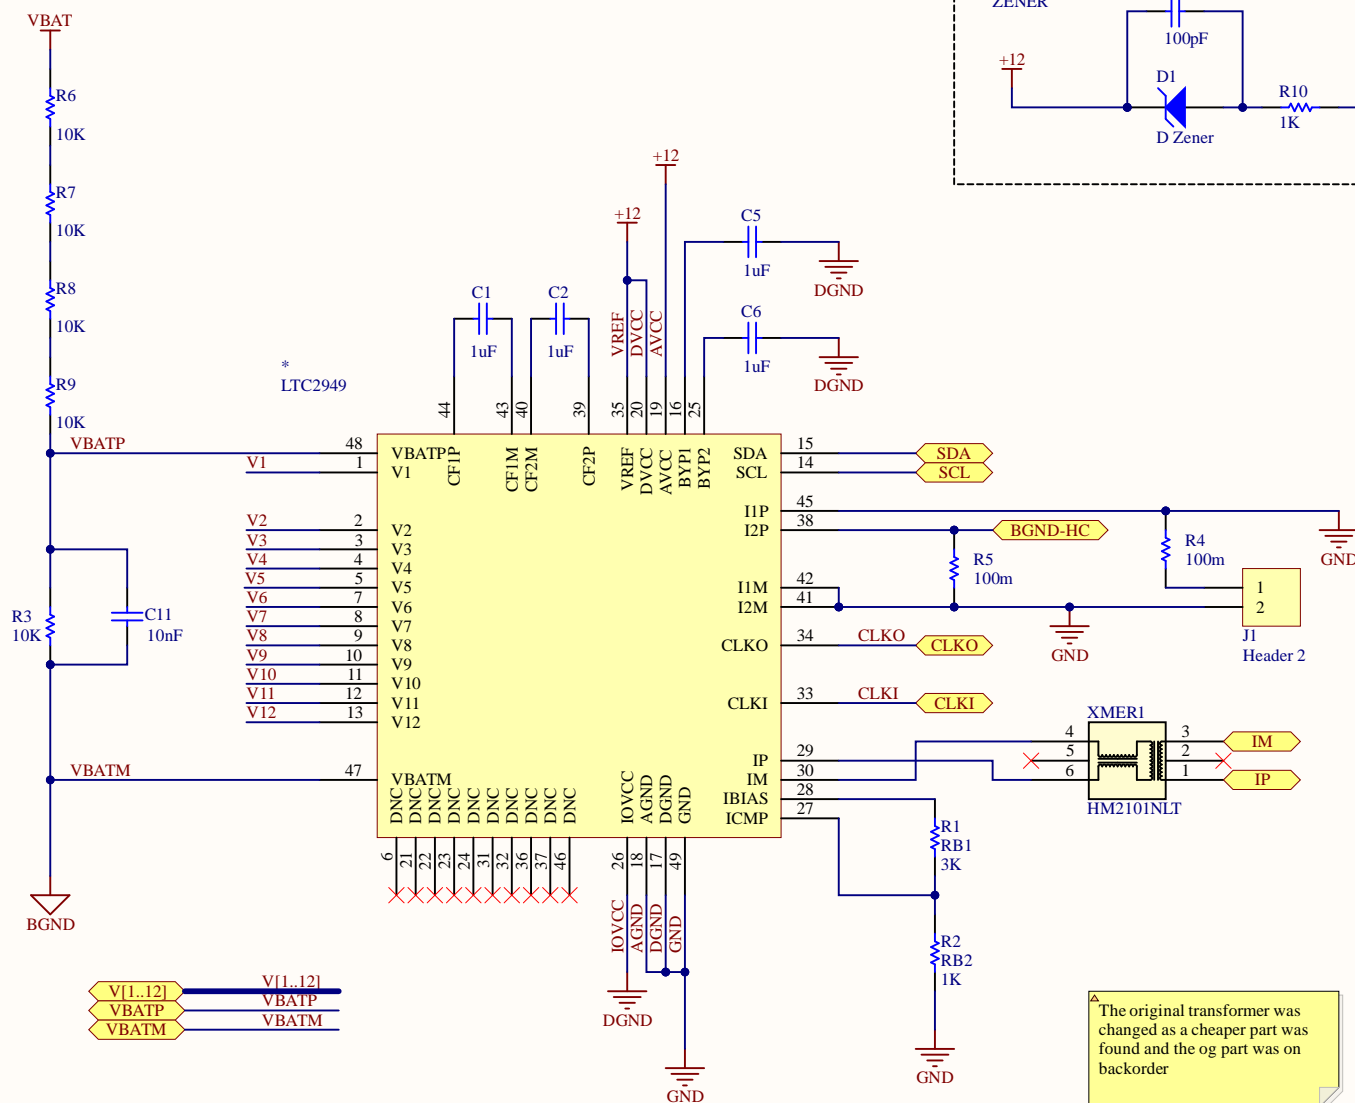 VBAT
R6
10K
R7
10K
R8
10K
R9
10K
VBATP
R3
10K
C11
10nF
VBATM
BGND
*
LTC2949
V1
V2
V3
V4
V5
V6
V7
V8
V9
V10
V11
V12
48
1
2
3
4
5
7
8
9
10
11
12
13
47
VBATP
V1
V2
V3
V4
V5
V6
V7
V8
V9
V10
V11
V12
VBATM
C1
1uF
C2
1uF
44
43
40
39
35
20
19
16
25
CF1P
CF1M
CF2M
CF2P
VREF
DVCC
AVCC
BYP1
BYP2
+12
+12
VREF
DVCC
AVCC
C5
1uF
DGND
C6
1uF
DGND
ZENER
100pF
+12
D1
D Zener
R10
1K
SDA
SCL
I1P
I2P
I1M
I2M
CLKO
CLKI
IP
IM
IBIAS
ICMP
15
14
45
38
42
41
34
33
29
30
28
27
SDA
SCL
BGND-HC
R5
100m
R4
100m
GND
GND
1
2
J1
Header 2
CLKO
CLKO
CLKI
CLKI
XMER1
4
5
6
3
2
1
HM2101NLT
IM
IP
R1
RB1
3K
R2
RB2
1K
GND
DNC
DNC
DNC
DNC
DNC
DNC
DNC
DNC
DNC
DNC
IOVCC
AGND
DGND
GND
6
21
22
23
24
31
32
36
37
46
26
18
17
49
IOVCC
AGND
DGND
GND
DGND
GND
V[1..12]
V[1..12]
VBATP
VBATP
VBATM
VBATM
The original transformer was
changed as a cheaper part was
found and the og part was on
backorder